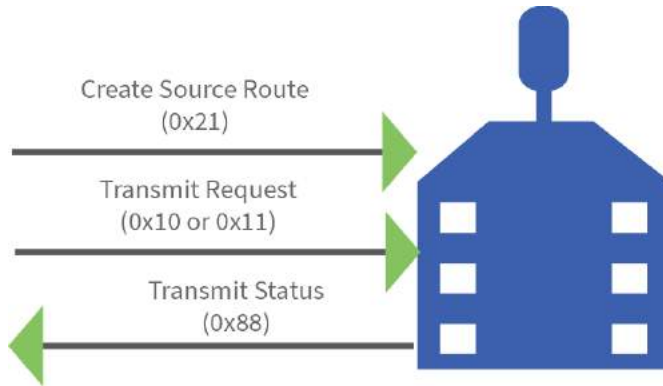 Create Source Route
(0x21)
Transmit Request
(0x10 or 0x11)
Transmit Status
(0x88)